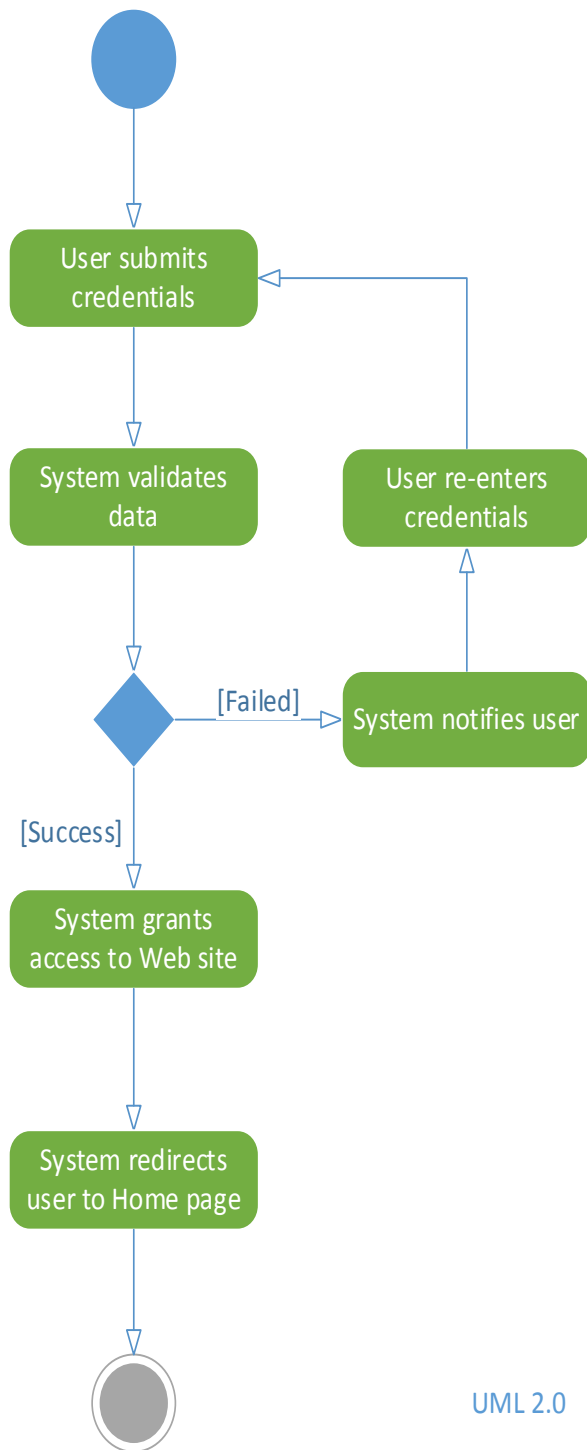 User submits
credentials
System validates
data
User re-enters
credentials
[Failed]
System notifies user
[Success]
System grants
access to Web site
System redirects
user to Home page
UML 2.0